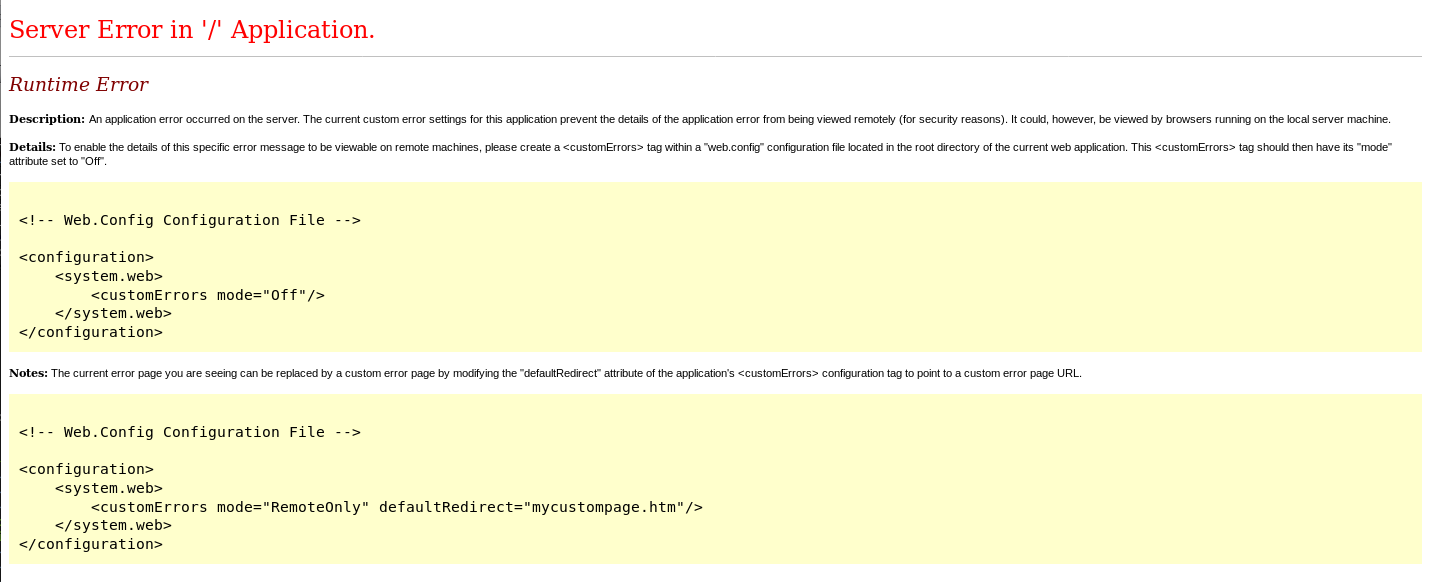 Server Error in '/' Application.
Runtime Error
Description: An application error occurred on the server. The current custom error settings for this application prevent the details of the application error from being viewed remotely (for security reasons). It could, however, be viewed by browsers running on the local server machine.
Details: To enable the details of this specific error message to be viewable on remote machines, please create a <customErrors> tag within a "web.config" configuration file located in the root directory of the current web application. This <customErrors> tag should then have its "mode"
attribute set to "Off".
<!-- Web.Config Configuration File -->
<configuration>
    <system.web>
        <customErrors mode="Off"/>
    </system.web>
</configuration>
Notes: The current error page you are seeing can be replaced by a custom error page by modifying the "defaultRedirect" attribute of the application's <customErrors> configuration tag to point to a custom error page URL.
<!-- Web.Config Configuration File -->
<configuration>
    <system.web>
        <customErrors mode="RemoteOnly" defaultRedirect="mycustompage.htm"/>
    </system.web>
</configuration>